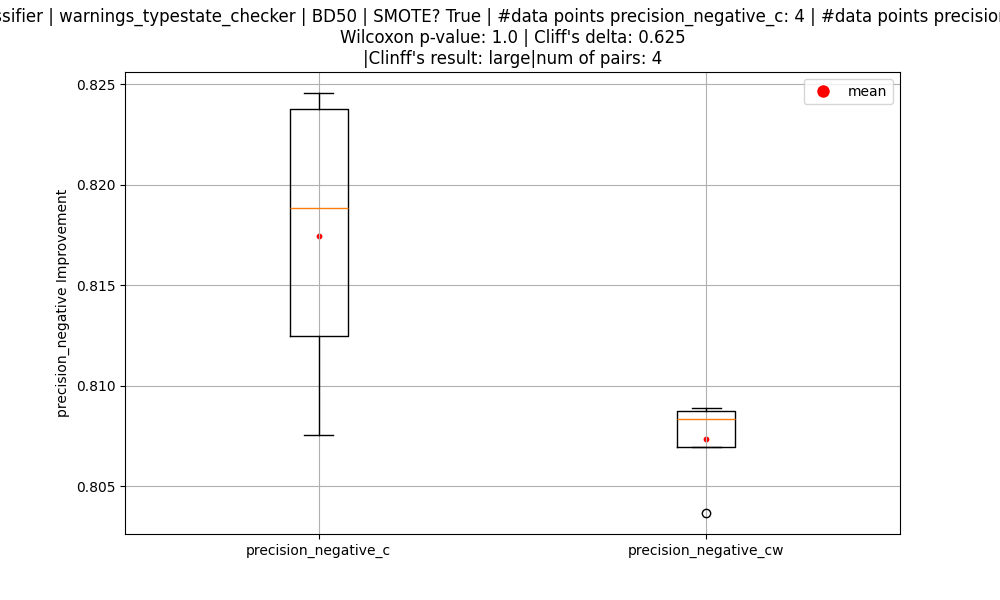 | warnings_typestate_checker | BD50 | SMOTE? True | #data points precision_negative_c: 4 | #data points
Wilcoxon p-value: 1.0 | Cliff's delta: 0.625
|Clinff's result: large|num of pairs: 4
mean
0.825
0.820
0.815
0.810
0.805
precision_negative Improvement
precision_negative_c
precision_negative_cw